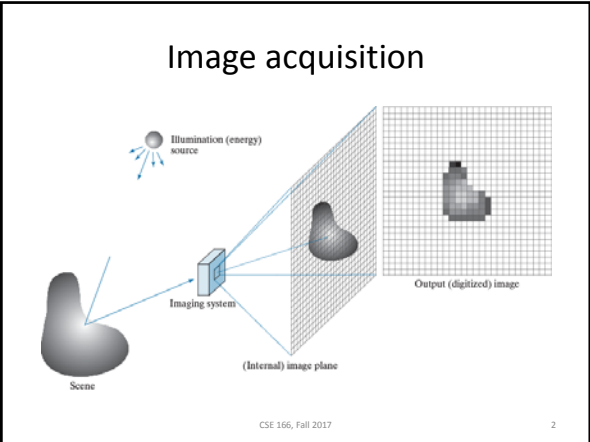 Image acquisition
Illumination (energy)
source
Imaging system
Output (digitized) image
(Internal) image plane
Scene
CSE 166, Fall 2017
2